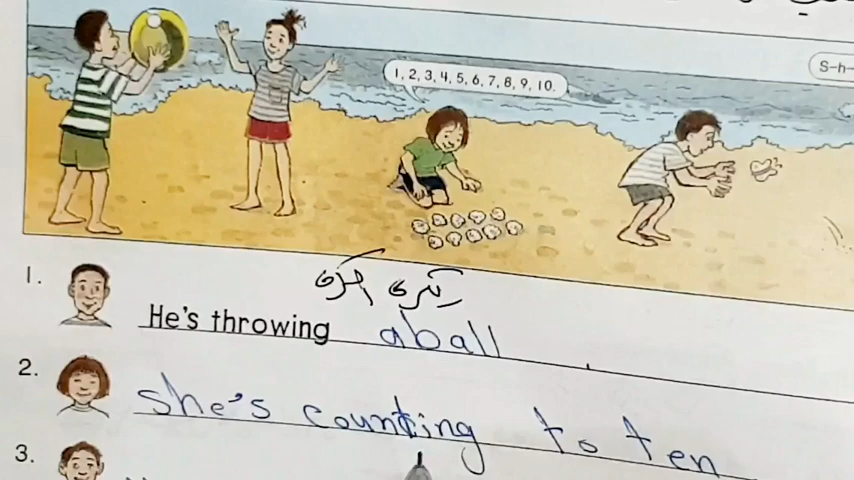 1, 2, 3, 4, 5, 6, 7, 8, 9, 10.
S-h-
1.
He's throwing aball.
2.
she's counting to ten
3.